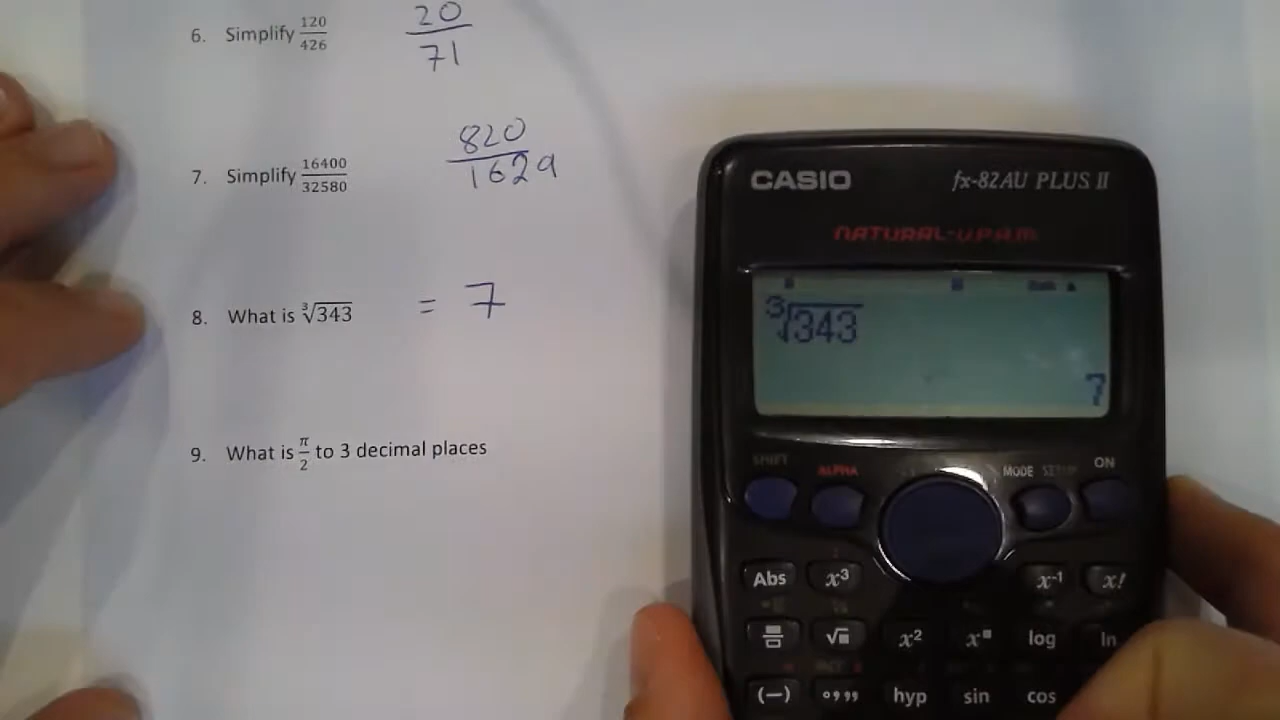 6. Simplify 120/426 20/71
7. Simplify 16400/32580 820/1629
8. What is ³√343 = 7
9. What is π/2 to 3 decimal places
CASIO fx-82AU PLUS II
NATURAL-V.P.A.M.
³√343
7
SHIFT ALPHA MODE SETUP ON
Abs x³ x⁻¹ x!
√■ x² x■ log ln
(−) °,,, hyp sin cos